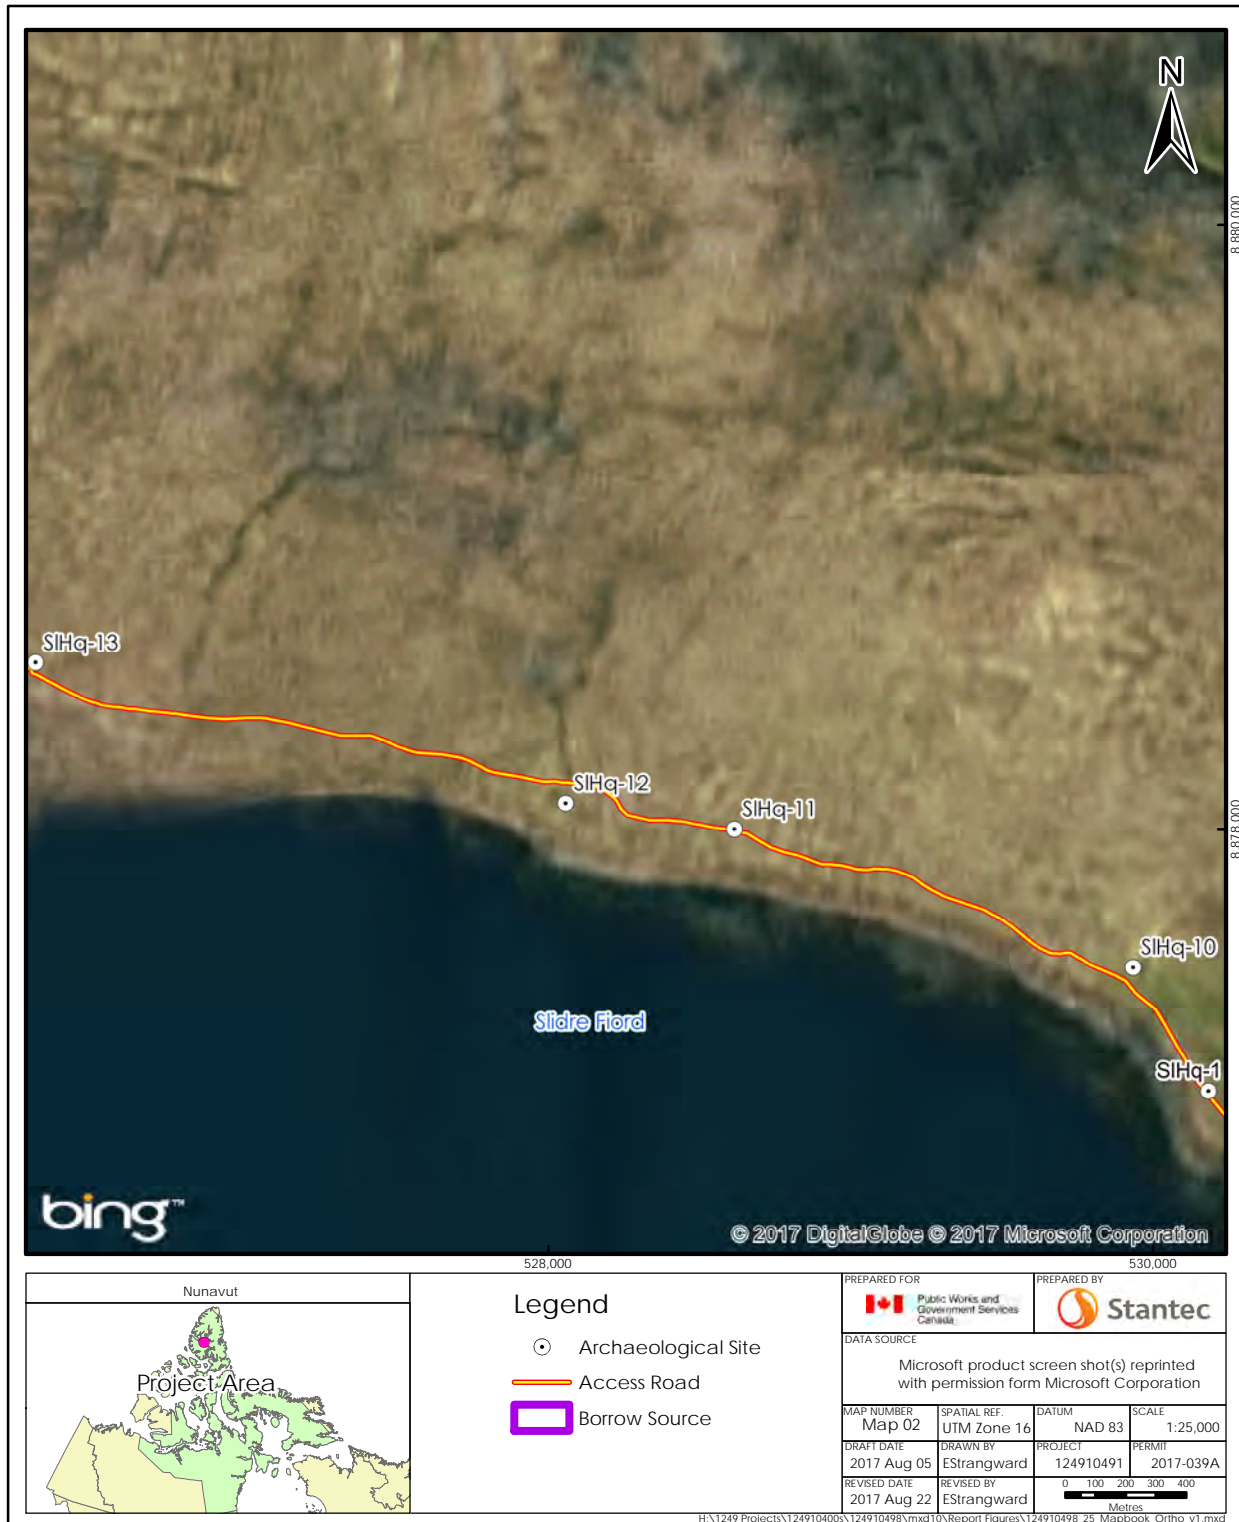 N
8,880,000
SlHq-13
SlHq-12
SlHq-11
8,878,000
SlHq-10
Slidre Fiord
SlHq-1
bing™
© 2017 DigitalGlobe © 2017 Microsoft Corporation
528,000
530,000
Nunavut
Project Area
Legend
Archaeological Site
Access Road
Borrow Source
PREPARED FOR
Public Works and
Government Services
Canada
PREPARED BY
Stantec
DATA SOURCE
Microsoft product screen shot(s) reprinted
with permission form Microsoft Corporation
MAP NUMBER
Map 02
SPATIAL REF.
UTM Zone 16
DATUM
NAD 83
SCALE
1:25,000
DRAFT DATE
2017 Aug 05
DRAWN BY
EStrangward
PROJECT
124910491
PERMIT
2017-039A
REVISED DATE
2017 Aug 22
REVISED BY
EStrangward
0 100 200 300 400
Metres
H:\1249 Projects\124910400s\124910498\mxd10\Report Figures\124910498_25_Mapbook_Ortho_v1.mxd